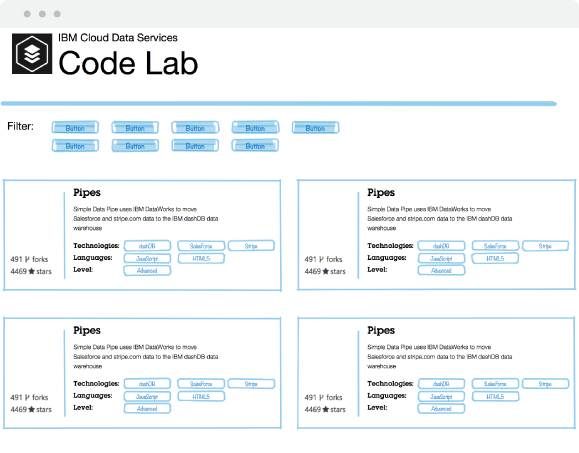 IBM Cloud Data Services
Code Lab
Filter: Button Button Button Button Button
Button Button Button Button
Pipes
Simple Data Pipe uses IBM DataWorks to move
Salesforce and stripe.com data to the IBM dashDB data
warehouse
Technologies: dashDB SalesForce Stripe
Languages: JavaScript HTML5
Level: Advanced
491 forks
4469 stars
Pipes
Simple Data Pipe uses IBM DataWorks to move
Salesforce and stripe.com data to the IBM dashDB data
warehouse
Technologies: dashDB SalesForce Stripe
Languages: JavaScript HTML5
Level: Advanced
491 forks
4469 stars
Pipes
Simple Data Pipe uses IBM DataWorks to move
Salesforce and stripe.com data to the IBM dashDB data
warehouse
Technologies: dashDB SalesForce Stripe
Languages: JavaScript HTML5
Level: Advanced
491 forks
4469 stars
Pipes
Simple Data Pipe uses IBM DataWorks to move
Salesforce and stripe.com data to the IBM dashDB data
warehouse
Technologies: dashDB SalesForce Stripe
Languages: JavaScript HTML5
Level: Advanced
491 forks
4469 stars